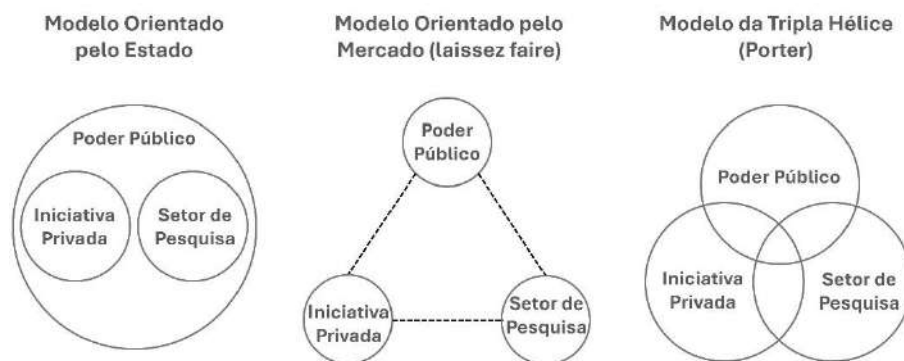 Modelo Orientado
pelo Estado
Poder Público
Iniciativa
Privada
Setor de
Pesquisa
Modelo Orientado pelo
Mercado (laissez faire)
Poder
Público
Iniciativa
Privada
Setor de
Pesquisa
Modelo da Tripla Hélice
(Porter)
Poder Público
Iniciativa
Privada
Setor de
Pesquisa